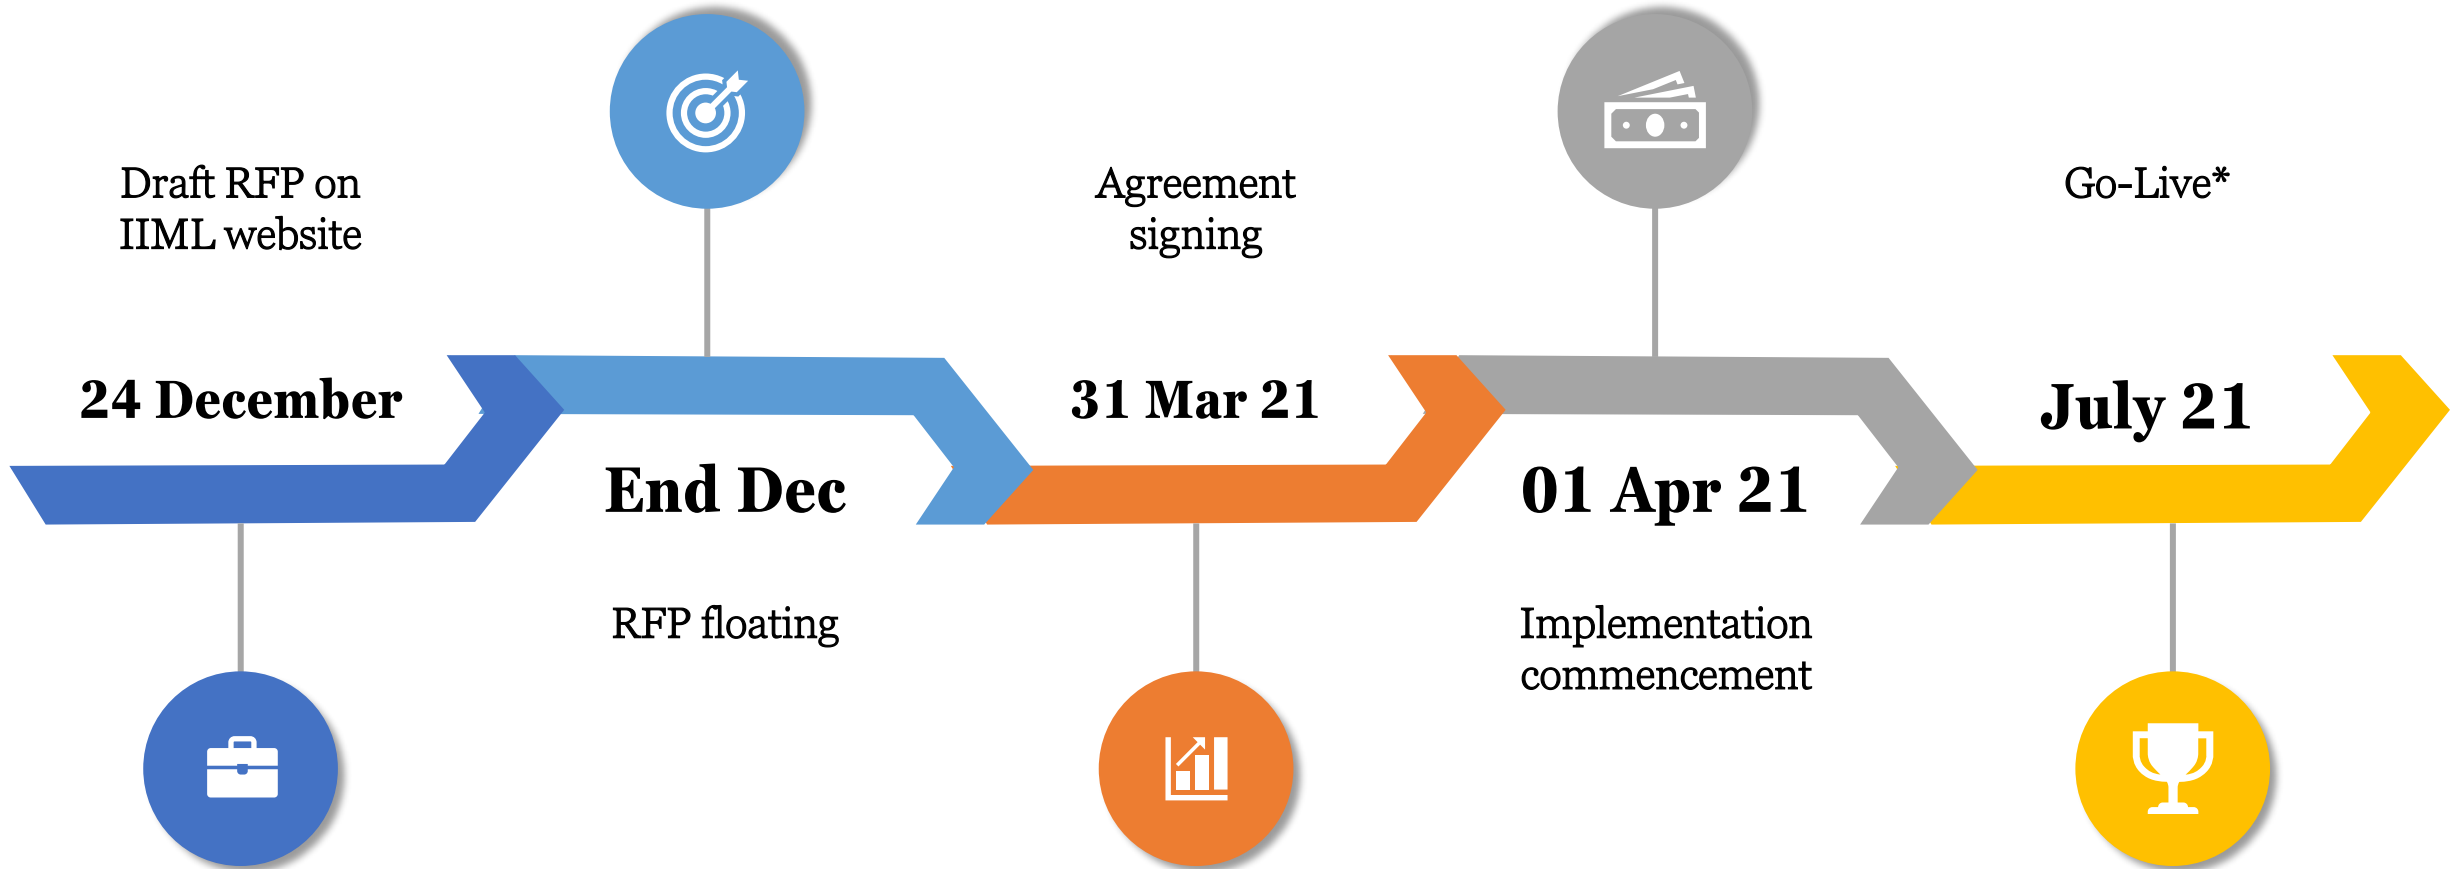 Draft RFP on
IIML website
24 December
End Dec
RFP floating
Agreement
signing
31 Mar 21
01 Apr 21
Implementation
commencement
Go-Live*
July 21